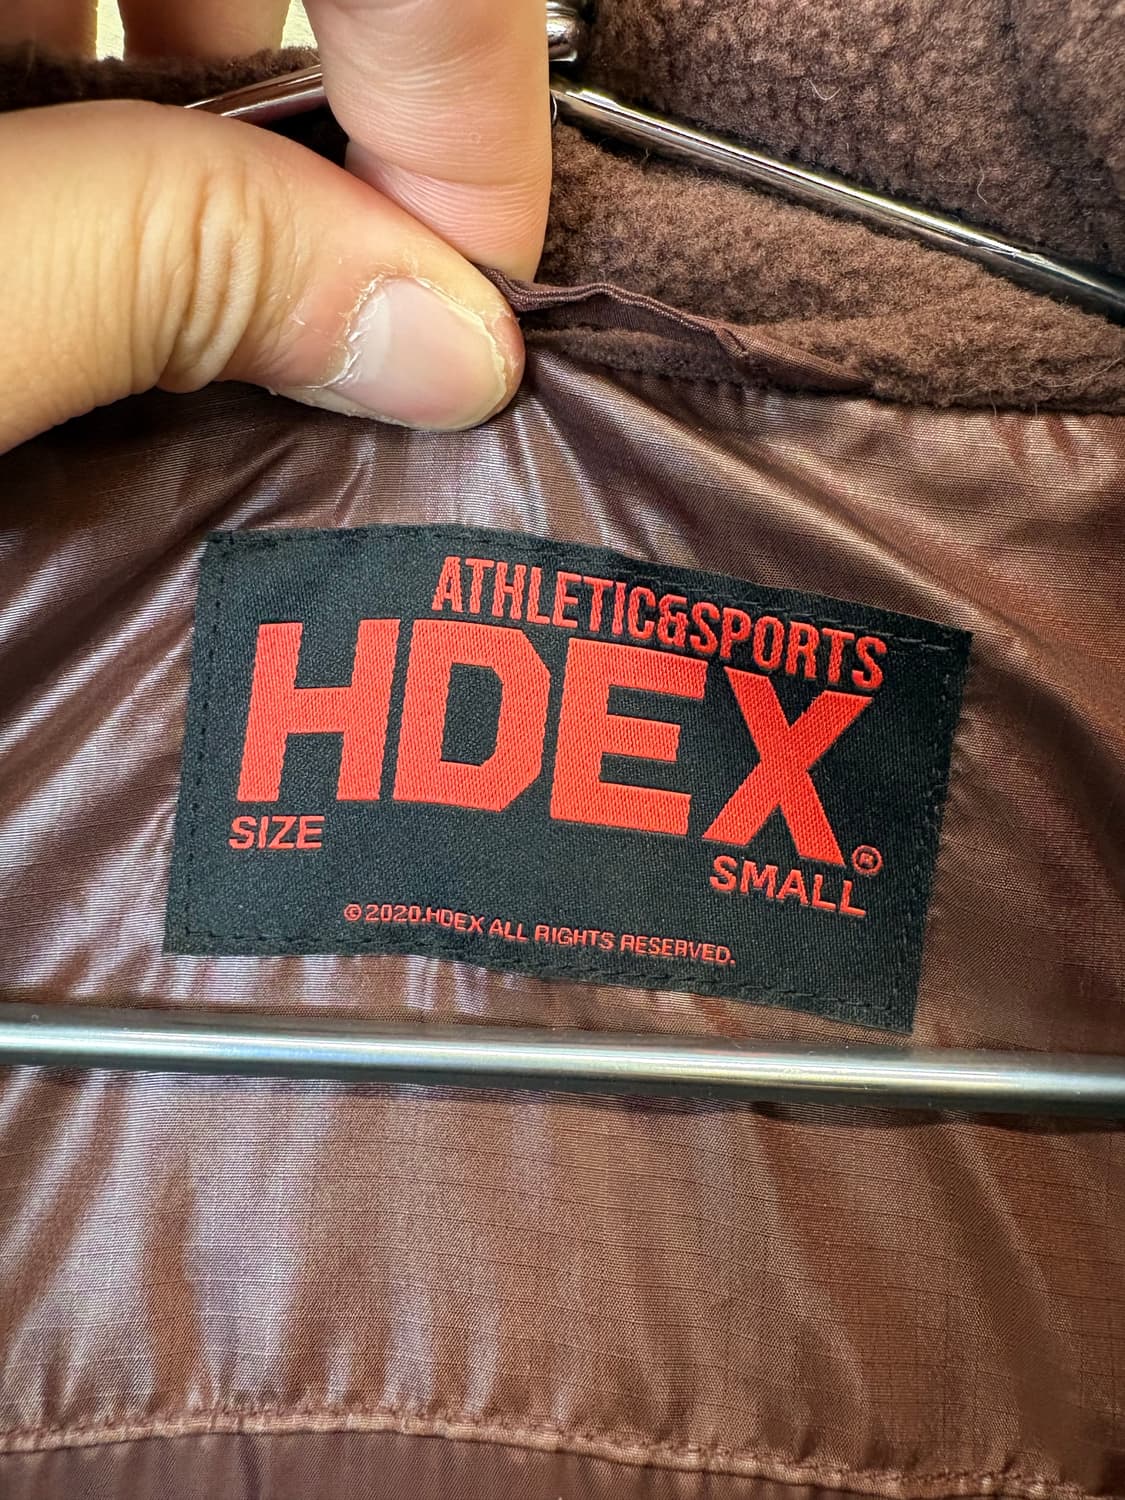 ATHLETIC&SPORTS
HDEX®
SIZE SMALL
© 2020.HDEX ALL RIGHTS RESERVED.